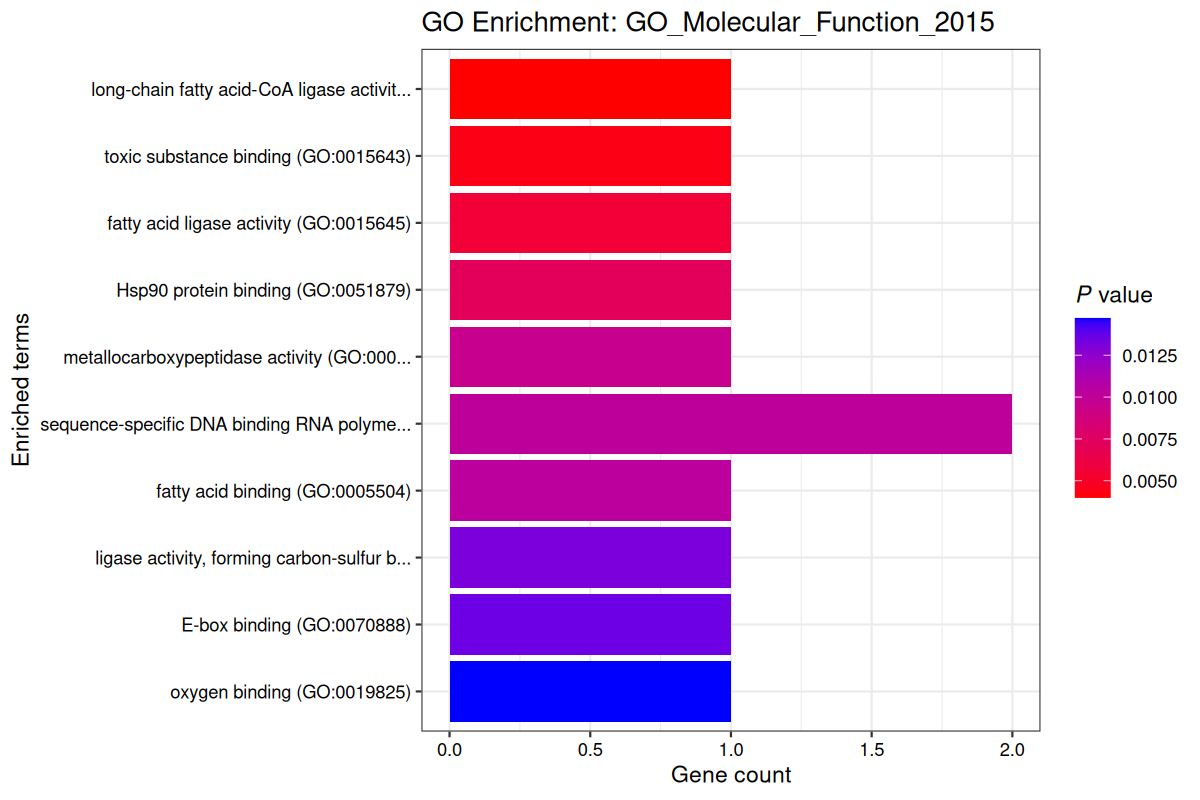 GO Enrichment: GO_Molecular_Function_2015
long-chain fatty acid-CoA ligase activit...
toxic substance binding (GO:0015643)
fatty acid ligase activity (GO:0015645)
Hsp90 protein binding (GO:0051879)
metallocarboxypeptidase activity (GO:000...
sequence-specific DNA binding RNA polyme...
fatty acid binding (GO:0005504)
ligase activity, forming carbon-sulfur b...
E-box binding (GO:0070888)
oxygen binding (GO:0019825)
Enriched terms
0.0 0.5 1.0 1.5 2.0
Gene count
P value
0.0125
0.0100
0.0075
0.0050